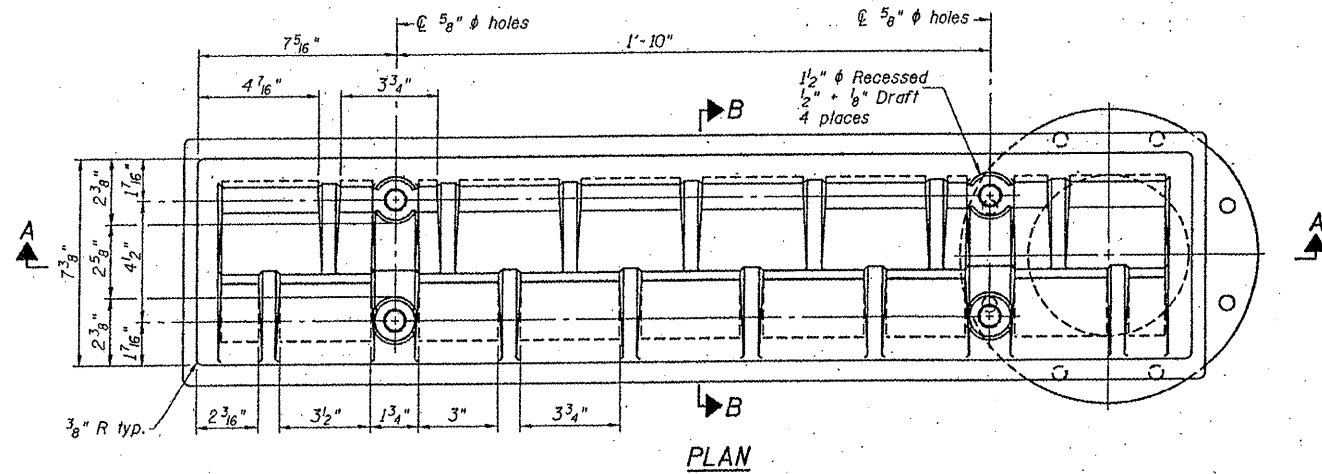 ℄ 5/8" ϕ holes
℄ 5/8" ϕ holes
7 5/16"
1'-10"
4 7/16"
3 3/4"
1 1/2" ϕ Recessed
1/2" + 1/8" Draft
4 places
B
A
A
7 3/8"
2 3/8"
2 5/8"
2 3/8"
1 7/16"
4 1/2"
1 7/16"
3/8" R typ.
2 3/16"
3 1/2"
1 3/4"
3"
3 3/4"
B
PLAN